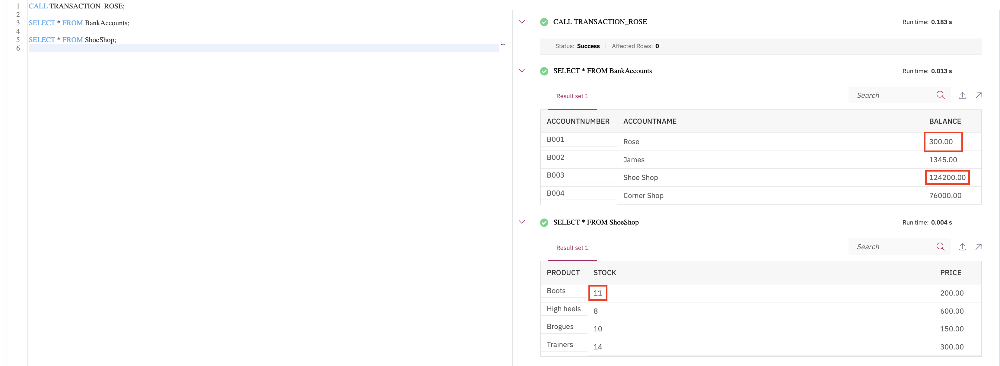 1 CALL TRANSACTION_ROSE;
2
3 SELECT * FROM BankAccounts;
4
5 SELECT * FROM ShoeShop;
6
CALL TRANSACTION_ROSE Run time: 0.183 s
Status: Success | Affected Rows: 0
SELECT * FROM BankAccounts Run time: 0.013 s
Result set 1 Search
ACCOUNTNUMBER ACCOUNTNAME BALANCE
B001 Rose 300.00
B002 James 1345.00
B003 Shoe Shop 124200.00
B004 Corner Shop 76000.00
SELECT * FROM ShoeShop Run time: 0.004 s
Result set 1 Search
PRODUCT STOCK PRICE
Boots 11 200.00
High heels 8 600.00
Brogues 10 150.00
Trainers 14 300.00